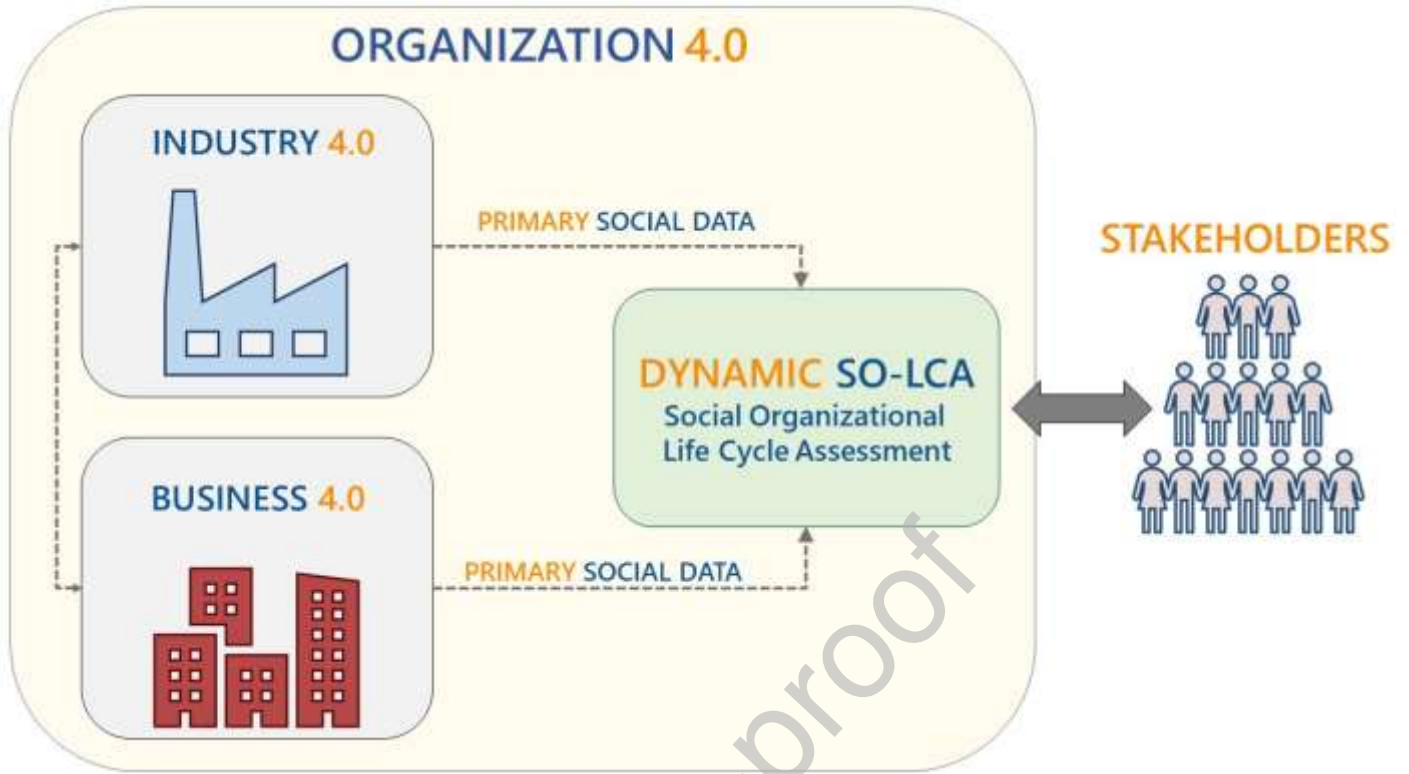 ORGANIZATION 4.0
INDUSTRY 4.0
PRIMARY SOCIAL DATA
STAKEHOLDERS
DYNAMIC SO-LCA
Social Organizational
Life Cycle Assessment
BUSINESS 4.0
PRIMARY SOCIAL DATA
proof